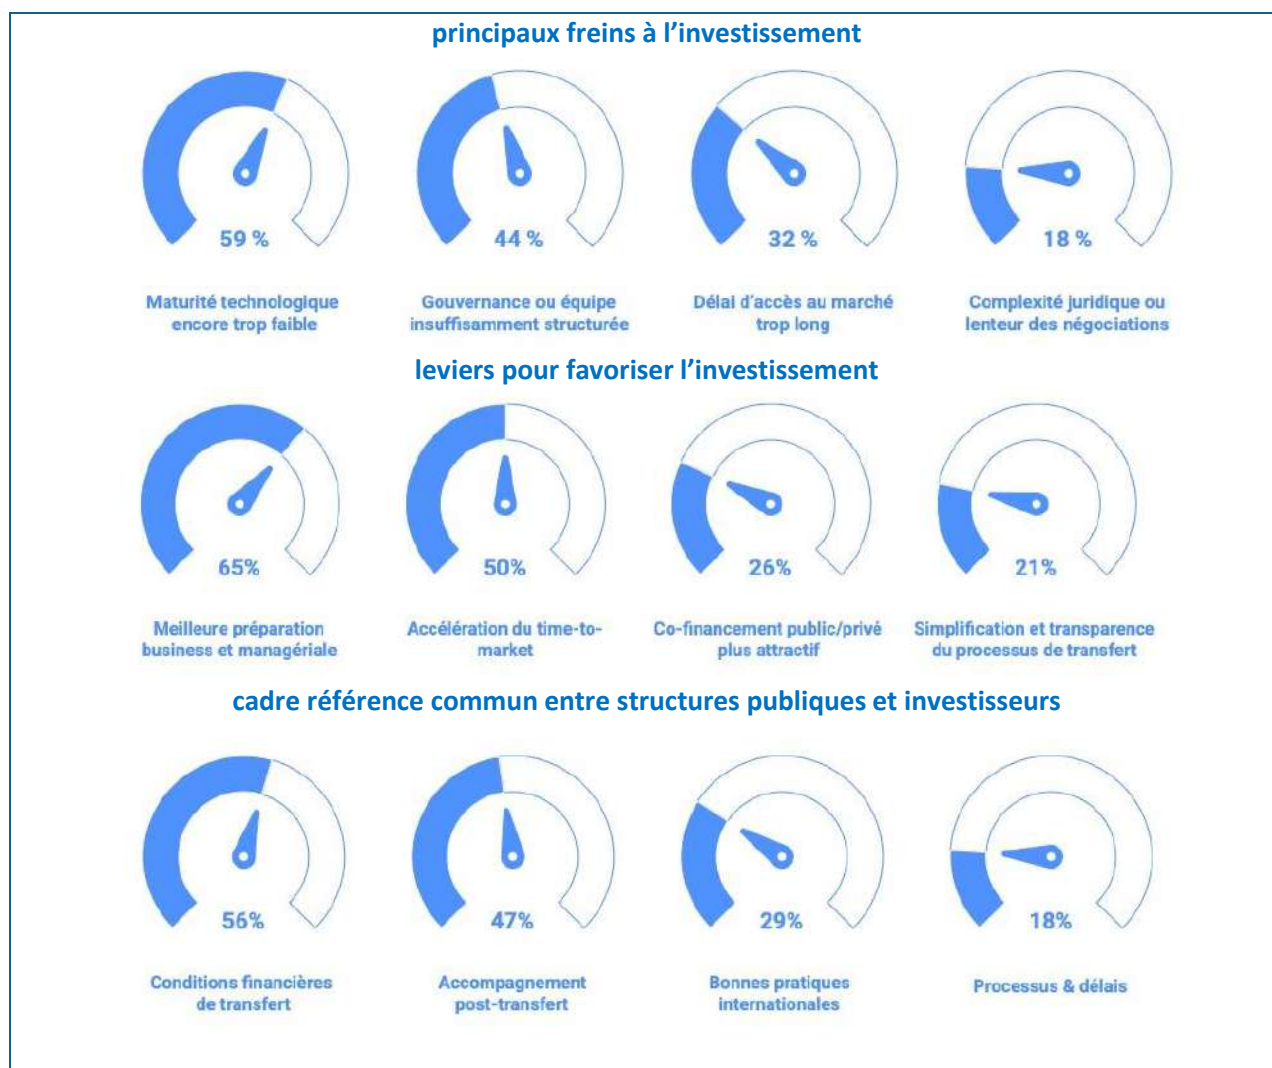 principaux freins à l’investissement
59 %
44 %
32 %
18 %
Maturité technologique
encore trop faible
Gouvernance ou équipe
insuffisamment structurée
Délai d’accès au marché
trop long
Complexité juridique ou
lenteur des négociations
leviers pour favoriser l’investissement
65%
50%
26%
21%
Meilleure préparation
business et managériale
Accélération du time-to-
market
Co-financement public/privé
plus attractif
Simplification et transparence
du processus de transfert
cadre référence commun entre structures publiques et investisseurs
56%
47%
29%
18%
Conditions financières
de transfert
Accompagnement
post-transfert
Bonnes pratiques
internationales
Processus & délais